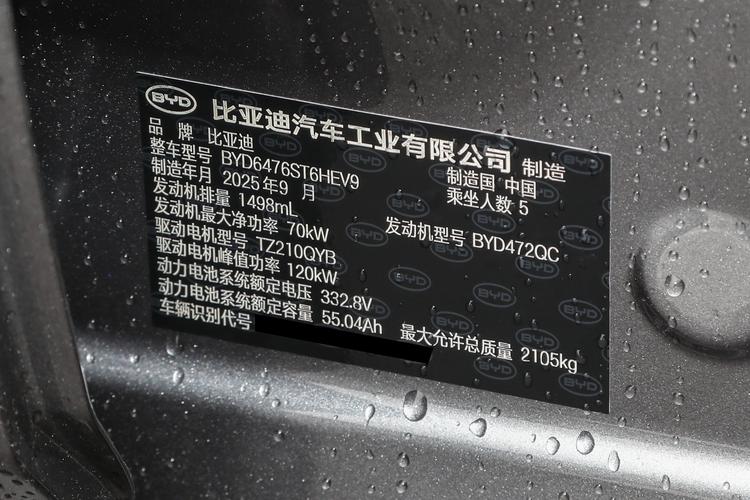 BYD 比亚迪汽车工业有限公司 制造
品 牌 比亚迪
整车型号 BYD6476ST6HEV9 制造国 中国
制造年月 2025年9 月 乘坐人数 5
发动机排量 1498mL
发动机最大净功率 70kW 发动机型号 BYD472QC
驱动电机型号 TZ210QYB
驱动电机峰值功率 120kW
动力电池系统额定电压 332.8V
动力电池系统额定容量 55.04Ah 最大允许总质量 2105kg
车辆识别代号